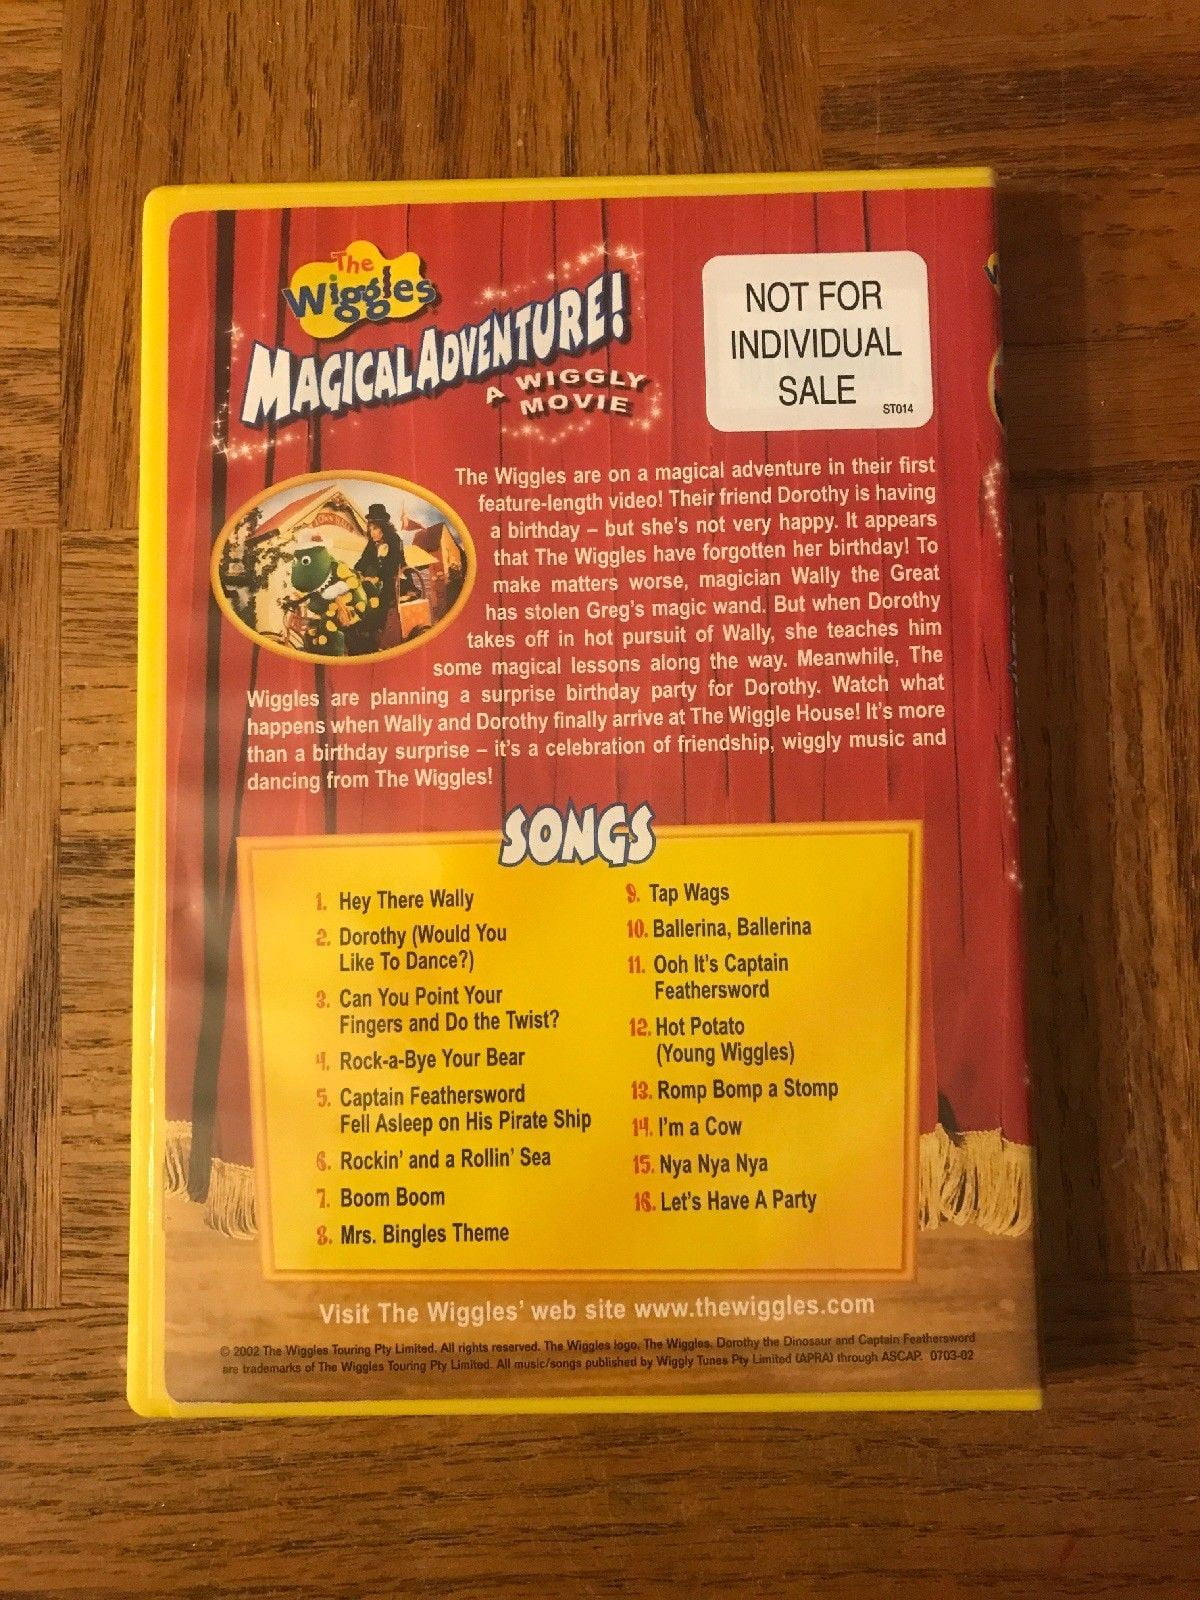 The
Wiggles
MAGICAL ADVENTURE!
A WIGGLY
MOVIE
NOT FOR
INDIVIDUAL
SALE
ST014
The Wiggles are on a magical adventure in their first
feature-length video! Their friend Dorothy is having
a birthday – but she's not very happy. It appears
that The Wiggles have forgotten her birthday! To
make matters worse, magician Wally the Great
has stolen Greg's magic wand. But when Dorothy
takes off in hot pursuit of Wally, she teaches him
some magical lessons along the way. Meanwhile, The
Wiggles are planning a surprise birthday party for Dorothy. Watch what
happens when Wally and Dorothy finally arrive at The Wiggle House! It's more
than a birthday surprise – it's a celebration of friendship, wiggly music and
dancing from The Wiggles!
SONGS
1. Hey There Wally
2. Dorothy (Would You
Like To Dance?)
3. Can You Point Your
Fingers and Do the Twist?
4. Rock-a-Bye Your Bear
5. Captain Feathersword
Fell Asleep on His Pirate Ship
6. Rockin' and a Rollin' Sea
7. Boom Boom
8. Mrs. Bingles Theme
9. Tap Wags
10. Ballerina, Ballerina
11. Ooh It's Captain
Feathersword
12. Hot Potato
(Young Wiggles)
13. Romp Bomp a Stomp
14. I'm a Cow
15. Nya Nya Nya
16. Let's Have A Party
Visit The Wiggles' web site www.thewiggles.com
© 2002 The Wiggles Touring Pty Limited. All rights reserved. The Wiggles logo, The Wiggles, Dorothy the Dinosaur and Captain Feathersword
are trademarks of The Wiggles Touring Pty Limited. All music/songs published by Wiggly Tunes Pty Limited (APRA) through ASCAP. 0703-02